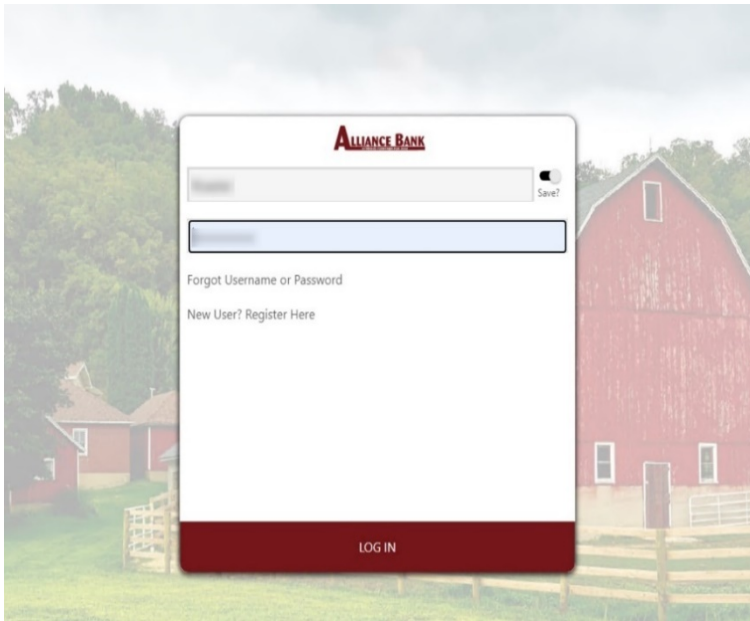 ALLIANCE BANK
Save?
Forgot Username or Password
New User? Register Here
LOG IN